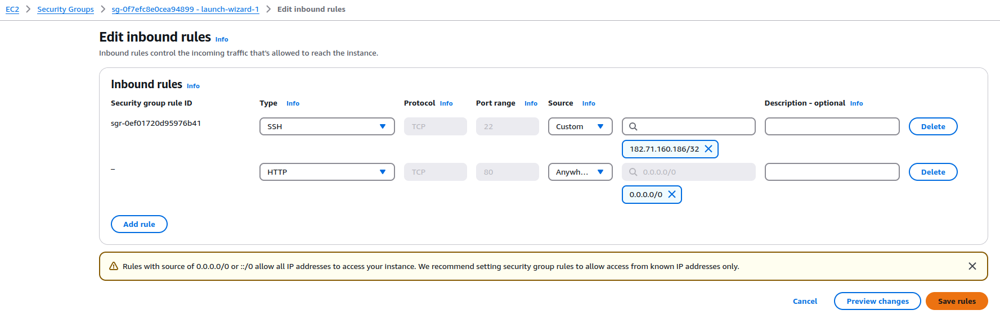 EC2 > Security Groups > sg-0f7efc8e0cea94899 - launch-wizard-1 > Edit inbound rules
Edit inbound rules Info
Inbound rules control the incoming traffic that's allowed to reach the instance.
Inbound rules Info
Security group rule ID Type Info Protocol Info Port range Info Source Info Description - optional Info
sgr-0ef01720d95976b41 SSH TCP 22 Custom Delete
182.71.160.186/32
– HTTP TCP 80 Anywh... 0.0.0.0/0 Delete
0.0.0.0/0
Add rule
Rules with source of 0.0.0.0/0 or ::/0 allow all IP addresses to access your instance. We recommend setting security group rules to allow access from known IP addresses only.
Cancel Preview changes Save rules